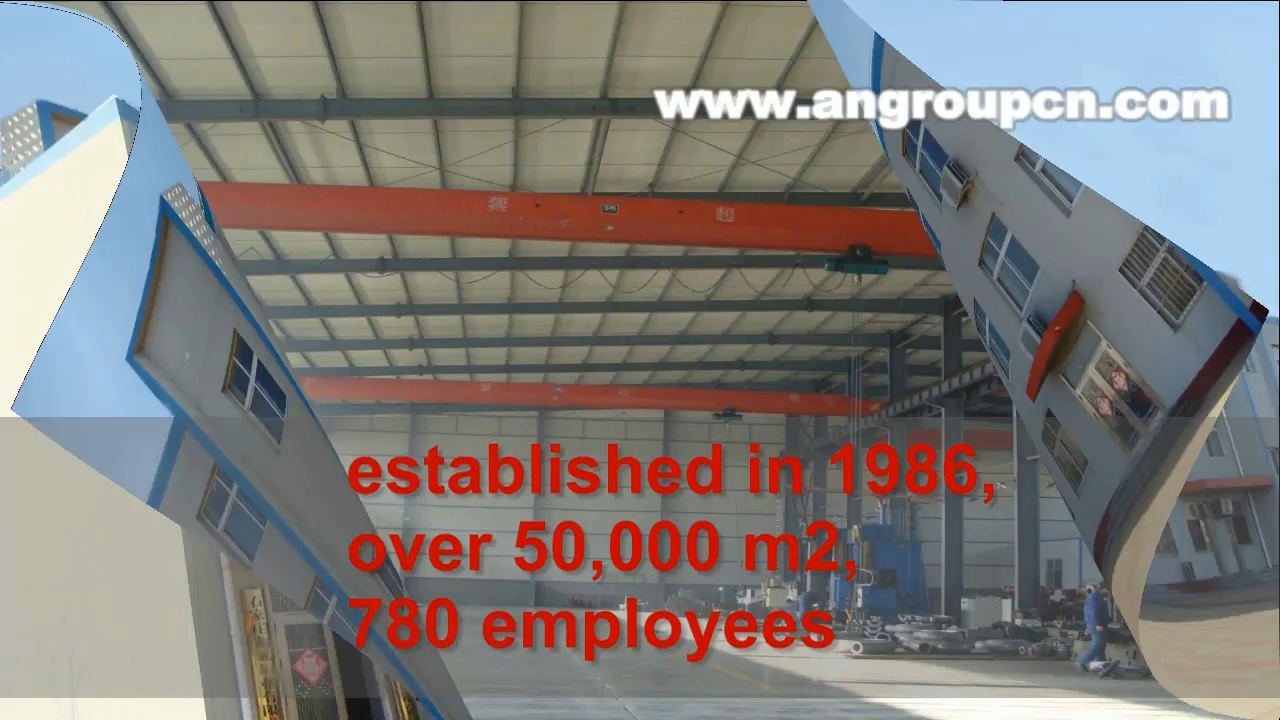 www.angroupcn.com
established in 1986,
over 50,000 m2,
780 employees